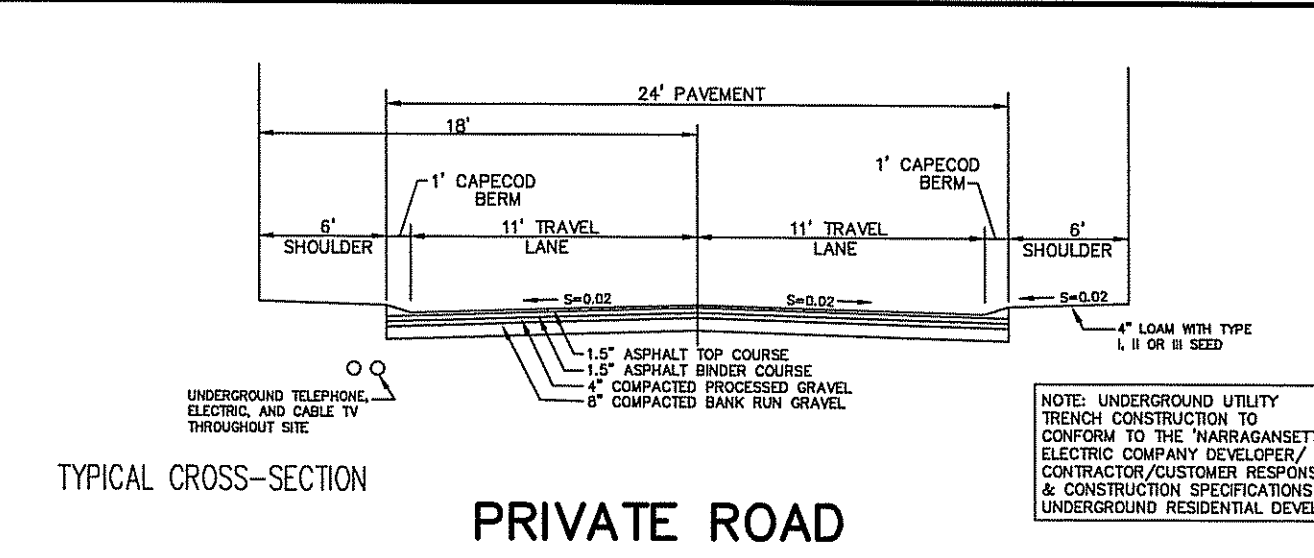 24' PAVEMENT
18'
1' CAPECOD
BERM
1' CAPECOD
BERM
6'
SHOULDER
11' TRAVEL
LANE
11' TRAVEL
LANE
6'
SHOULDER
S=0.02
S=0.02
S=0.02
4" LOAM WITH TYPE
I, II OR III SEED
1.5" ASPHALT TOP COURSE
1.5" ASPHALT BINDER COURSE
4" COMPACTED PROCESSED GRAVEL
8" COMPACTED BANK RUN GRAVEL
UNDERGROUND TELEPHONE,
ELECTRIC, AND CABLE TV
THROUGHOUT SITE
NOTE: UNDERGROUND UTILITY
TRENCH CONSTRUCTION TO
CONFORM TO THE 'NARRAGANSETT
ELECTRIC COMPANY DEVELOPER/
CONTRACTOR/CUSTOMER RESPONS
& CONSTRUCTION SPECIFICATIONS
UNDERGROUND RESIDENTIAL DEVEL
TYPICAL CROSS-SECTION
PRIVATE ROAD